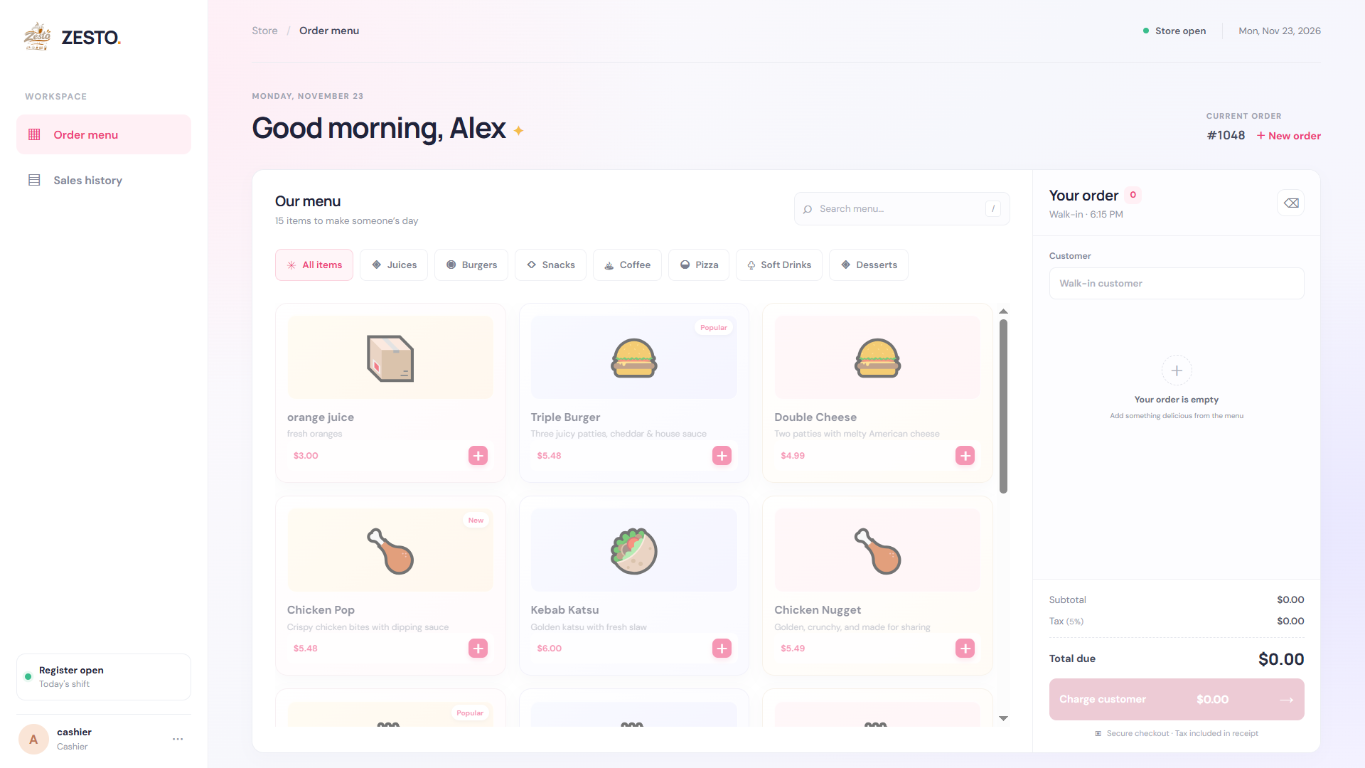 Zesto
ZESTO.
WORKSPACE
Order menu
Sales history
Register open
Today's shift
A
cashier
Cashier
Store / Order menu
Store open
Mon, Nov 23, 2026
MONDAY, NOVEMBER 23
Good morning, Alex
CURRENT ORDER
#1048 + New order
Our menu
15 items to make someone's day
Search menu... /
All items
Juices
Burgers
Snacks
Coffee
Pizza
Soft Drinks
Desserts
orange juice
fresh oranges
$3.00
Popular
Triple Burger
Three juicy patties, cheddar & house sauce
$5.48
Double Cheese
Two patties with melty American cheese
$4.99
New
Chicken Pop
Crispy chicken bites with dipping sauce
$5.48
Kebab Katsu
Golden katsu with fresh slaw
$6.00
Chicken Nugget
Golden, crunchy, and made for sharing
$5.49
Popular
Your order 0
Walk-in · 6:15 PM
Customer
Walk-in customer
Your order is empty
Add something delicious from the menu
Subtotal $0.00
Tax (5%) $0.00
Total due $0.00
Charge customer $0.00 →
Secure checkout · Tax included in receipt